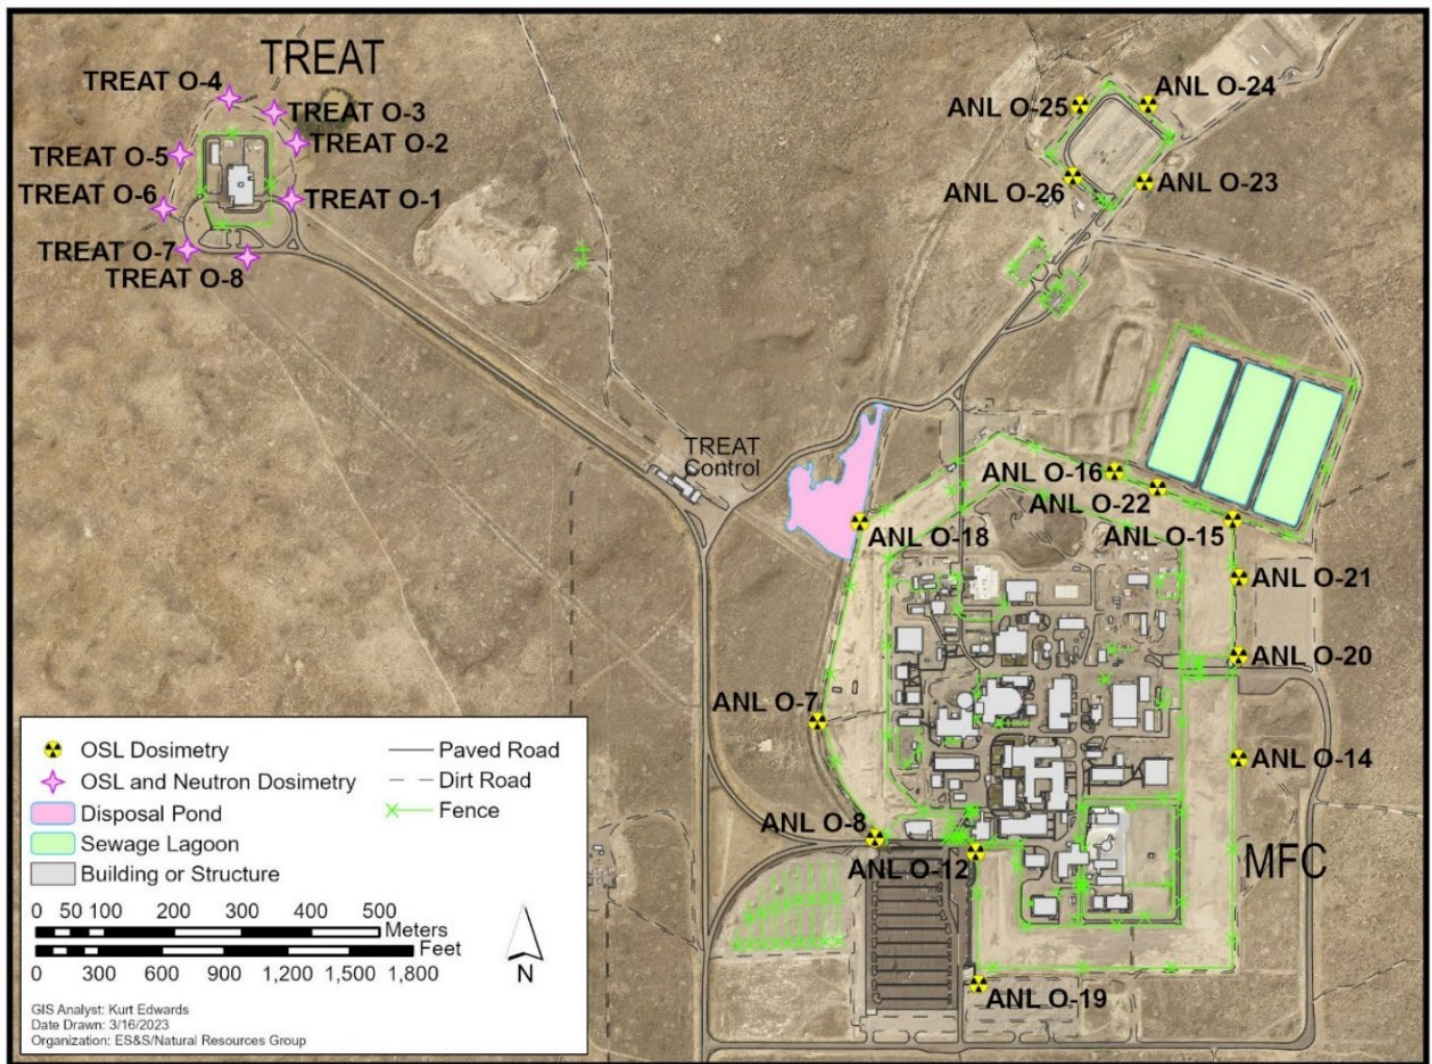 TREAT
TREAT O-4
TREAT O-3
TREAT O-2
TREAT O-5
TREAT O-6
TREAT O-1
TREAT O-7
TREAT O-8
ANL O-25
ANL O-24
ANL O-26
ANL O-23
TREAT
Control
ANL O-16
ANL O-22
ANL O-18
ANL O-15
ANL O-21
ANL O-20
ANL O-7
ANL O-14
ANL O-8
ANL O-12
MFC
ANL O-19
OSL Dosimetry
OSL and Neutron Dosimetry
Disposal Pond
Sewage Lagoon
Building or Structure
Paved Road
Dirt Road
Fence
0 50 100 200 300 400 500
Meters
Feet
0 300 600 900 1,200 1,500 1,800
N
GIS Analyst: Kurt Edwards
Date Drawn: 3/16/2023
Organization: ES&S/Natural Resources Group